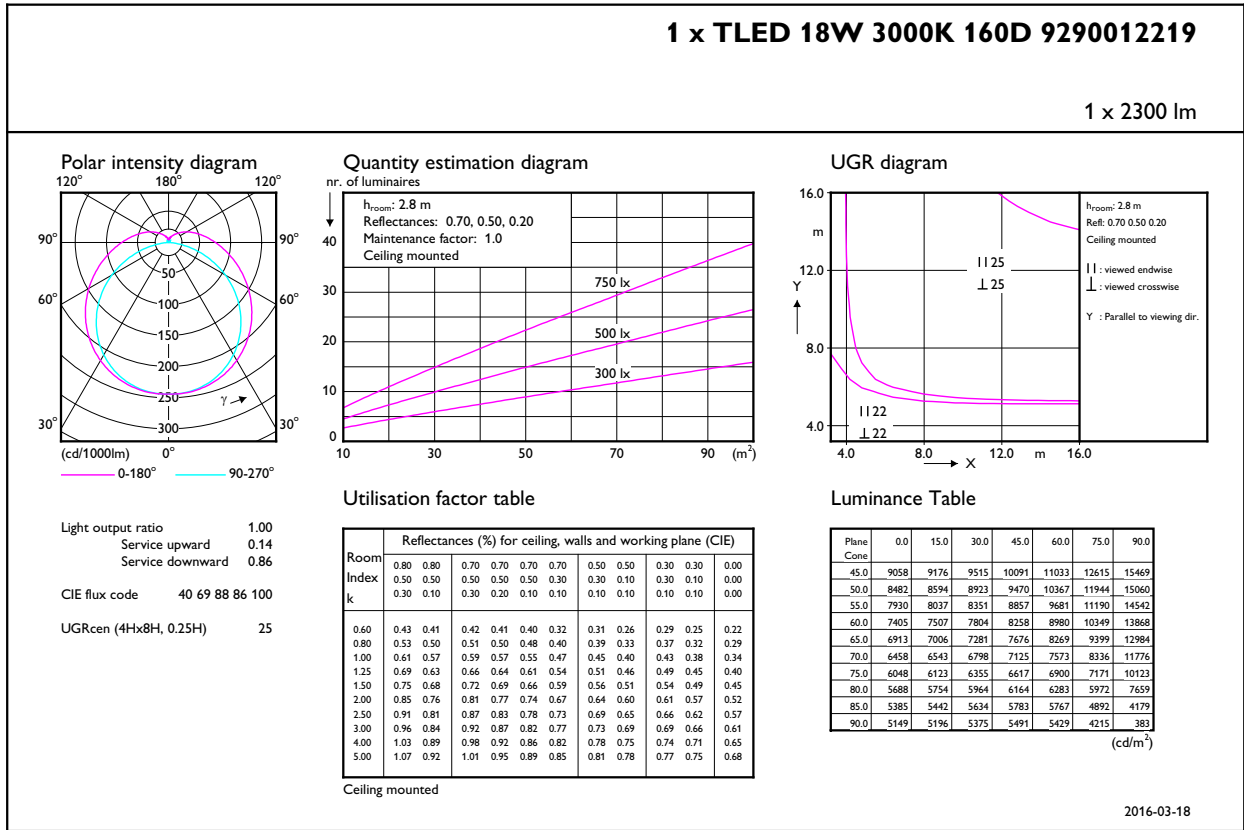 1 x TLED 18W 3000K 160D 9290012219
1 x 2300 lm
Polar intensity diagram
120° 180° 120°
90° 90°
60° 60°
30° 30°
50
100
150
200
250
300
γ
(cd/1000lm) 0°
0-180° 90-270°
Light output ratio 1.00
Service upward 0.14
Service downward 0.86
CIE flux code 40 69 88 86 100
UGRcen (4Hx8H, 0.25H) 25
Quantity estimation diagram
nr. of luminaires
hroom: 2.8 m
Reflectances: 0.70, 0.50, 0.20
Maintenance factor: 1.0
Ceiling mounted
40
30
20
10
0
750 lx
500 lx
300 lx
10 30 50 70 90 (m²)
UGR diagram
16.0
m
12.0
Y
8.0
4.0
II 25
⊥ 25
II 22
⊥ 22
4.0 8.0 12.0 m 16.0
X
hroom: 2.8 m
Refl: 0.70 0.50 0.20
Ceiling mounted
II : viewed endwise
⊥ : viewed crosswise
Y : Parallel to viewing dir.
Utilisation factor table
Reflectances (%) for ceiling, walls and working plane (CIE)
Room
Index
k
0.80 0.80 0.70 0.70 0.70 0.70 0.50 0.50 0.30 0.30 0.00
0.50 0.50 0.50 0.50 0.50 0.30 0.30 0.10 0.30 0.10 0.00
0.30 0.10 0.30 0.20 0.10 0.10 0.10 0.10 0.10 0.10 0.00
0.60 0.43 0.41 0.42 0.41 0.40 0.32 0.31 0.26 0.29 0.25 0.22
0.80 0.53 0.50 0.51 0.50 0.48 0.40 0.39 0.33 0.37 0.32 0.29
1.00 0.61 0.57 0.59 0.57 0.55 0.47 0.45 0.40 0.43 0.38 0.34
1.25 0.69 0.63 0.66 0.64 0.61 0.54 0.51 0.46 0.49 0.45 0.40
1.50 0.75 0.68 0.72 0.69 0.66 0.59 0.56 0.51 0.54 0.49 0.45
2.00 0.85 0.76 0.81 0.77 0.74 0.67 0.64 0.60 0.61 0.57 0.52
2.50 0.91 0.81 0.87 0.83 0.78 0.73 0.69 0.65 0.66 0.62 0.57
3.00 0.96 0.84 0.92 0.87 0.82 0.77 0.73 0.69 0.69 0.66 0.61
4.00 1.03 0.89 0.98 0.92 0.86 0.82 0.78 0.75 0.74 0.71 0.65
5.00 1.07 0.92 1.01 0.95 0.89 0.85 0.81 0.78 0.77 0.75 0.68
Ceiling mounted
Luminance Table
Plane 0.0 15.0 30.0 45.0 60.0 75.0 90.0
Cone
45.0 9058 9176 9515 10091 11033 12615 15469
50.0 8482 8594 8923 9470 10367 11944 15060
55.0 7930 8037 8351 8857 9681 11190 14542
60.0 7405 7507 7804 8258 8980 10349 13868
65.0 6913 7006 7281 7676 8269 9399 12984
70.0 6458 6543 6798 7125 7573 8336 11776
75.0 6048 6123 6355 6617 6900 7171 10123
80.0 5688 5754 5964 6164 6283 5972 7659
85.0 5385 5442 5634 5783 5767 4892 4179
90.0 5149 5196 5375 5491 5429 4215 383
(cd/m²)
2016-03-18